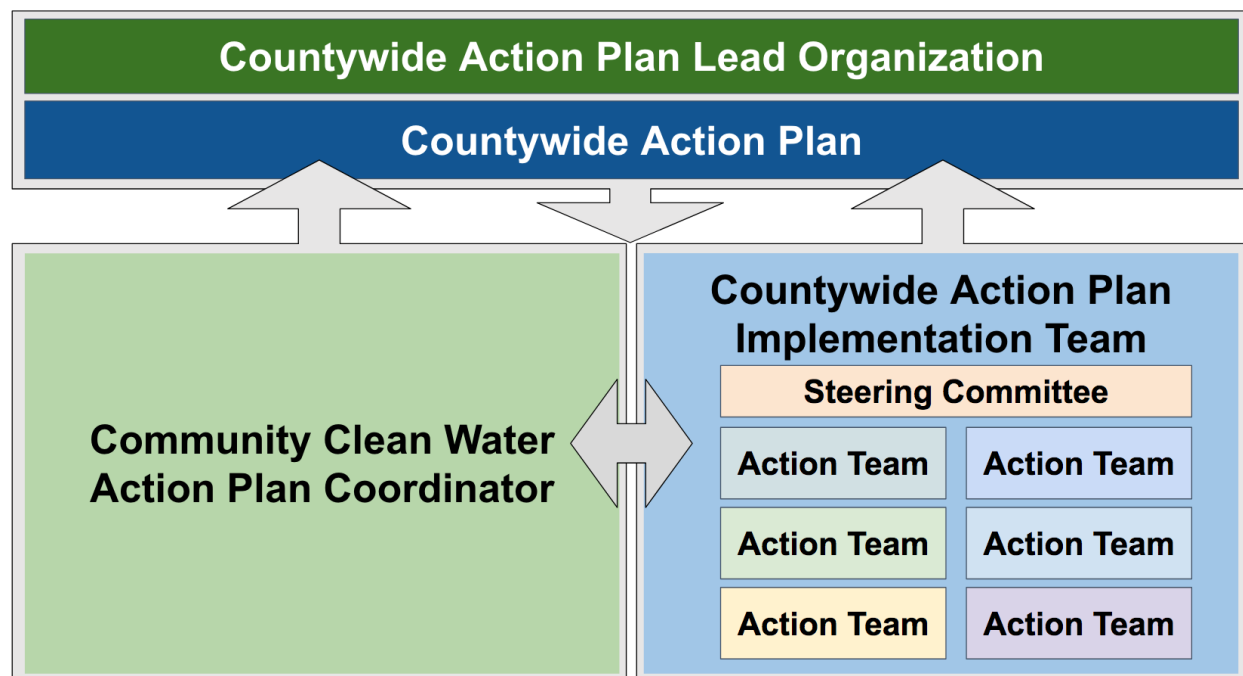 Countywide Action Plan Lead Organization
Countywide Action Plan
Community Clean Water
Action Plan Coordinator
Countywide Action Plan
Implementation Team
Steering Committee
Action Team
Action Team
Action Team
Action Team
Action Team
Action Team